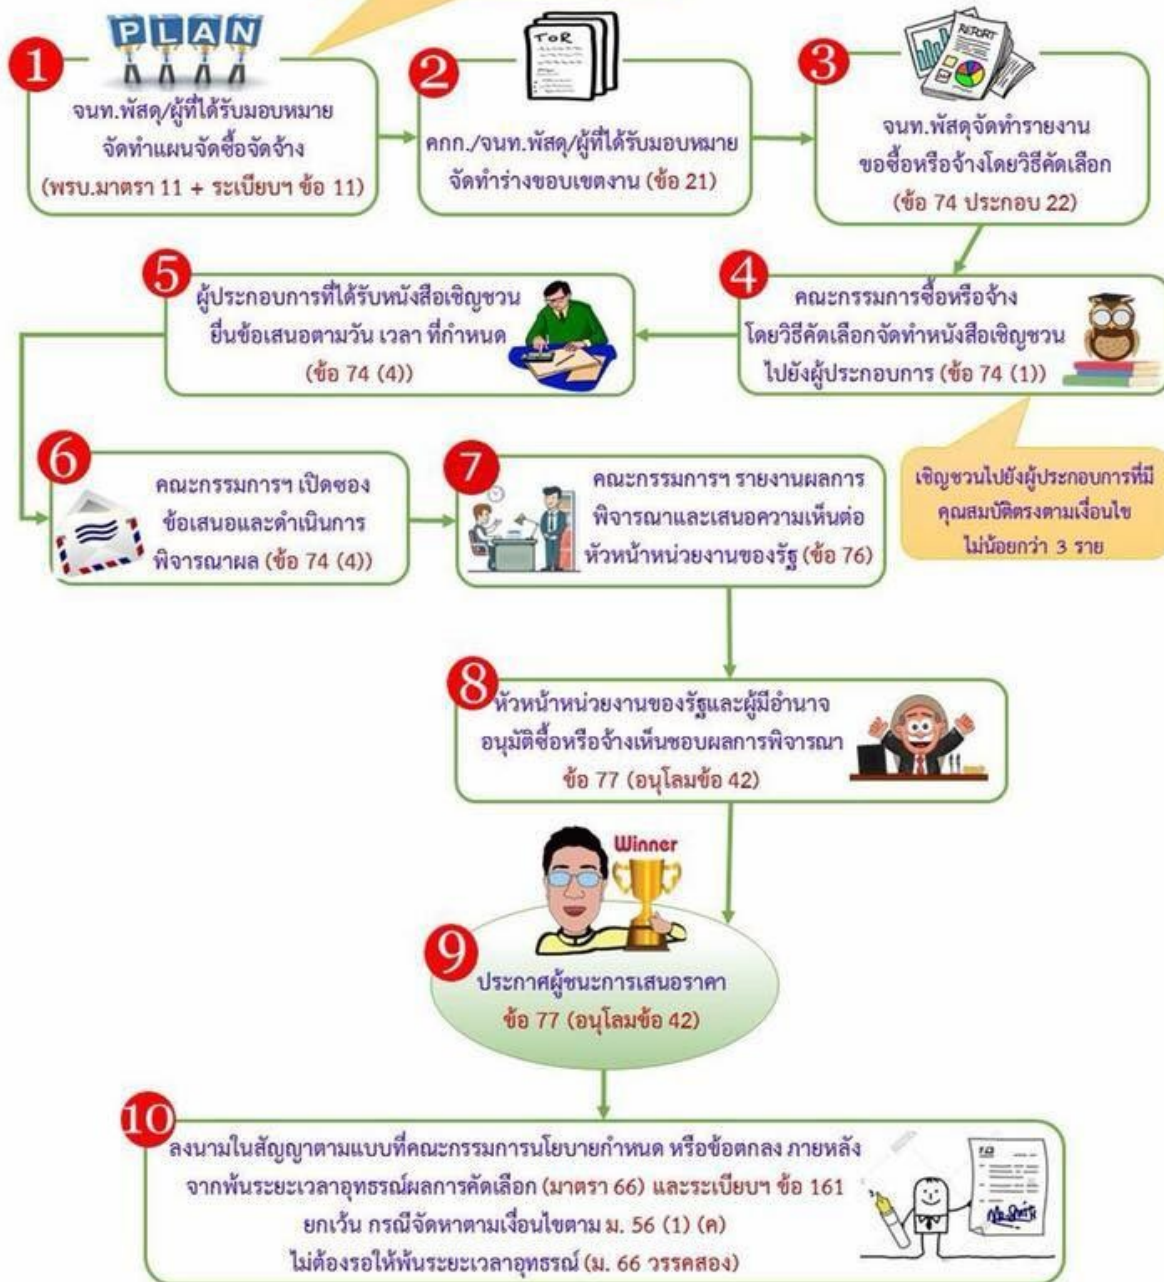 PLAN
1
จนท.พัสดุ/ผู้ที่ได้รับมอบหมาย
จัดทำแผนจัดซื้อจัดจ้าง
(พรบ.มาตรา 11 + ระเบียบฯ ข้อ 11)
TOR
2
คกก./จนท.พัสดุ/ผู้ที่ได้รับมอบหมาย
จัดทำร่างขอบเขตงาน (ข้อ 21)
REPORT
3
จนท.พัสดุจัดทำรายงาน
ขอซื้อหรือจ้างโดยวิธีคัดเลือก
(ข้อ 74 ประกอบ 22)
4
คณะกรรมการซื้อหรือจ้าง
โดยวิธีคัดเลือกจัดทำหนังสือเชิญชวน
ไปยังผู้ประกอบการ (ข้อ 74 (1))
เชิญชวนไปยังผู้ประกอบการที่มี
คุณสมบัติตรงตามเงื่อนไข
ไม่น้อยกว่า 3 ราย
5
ผู้ประกอบการที่ได้รับหนังสือเชิญชวน
ยื่นข้อเสนอตามวัน เวลา ที่กำหนด
(ข้อ 74 (4))
6
คณะกรรมการฯ เปิดซอง
ข้อเสนอและดำเนินการ
พิจารณาผล (ข้อ 74 (4))
7
คณะกรรมการฯ รายงานผลการ
พิจารณาและเสนอความเห็นต่อ
หัวหน้าหน่วยงานของรัฐ (ข้อ 76)
8
หัวหน้าหน่วยงานของรัฐและผู้มีอำนาจ
อนุมัติซื้อหรือจ้างเห็นชอบผลการพิจารณา
ข้อ 77 (อนุโลมข้อ 42)
Winner
9
ประกาศผู้ชนะการเสนอราคา
ข้อ 77 (อนุโลมข้อ 42)
10
ลงนามในสัญญาตามแบบที่คณะกรรมการนโยบายกำหนด หรือข้อตกลง ภายหลัง
จากพ้นระยะเวลาอุทธรณ์ผลการคัดเลือก (มาตรา 66) และระเบียบฯ ข้อ 161
ยกเว้น กรณีจัดหาตามเงื่อนไขตาม ม. 56 (1) (ค)
ไม่ต้องรอให้พ้นระยะเวลาอุทธรณ์ (ม. 66 วรรคสอง)